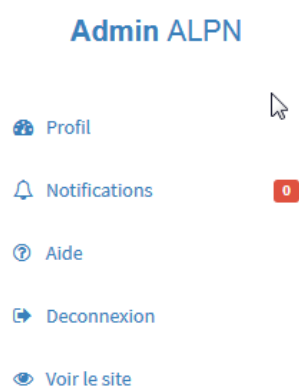 Admin ALPN
Profil
Notifications 0
Aide
Deconnexion
Voir le site